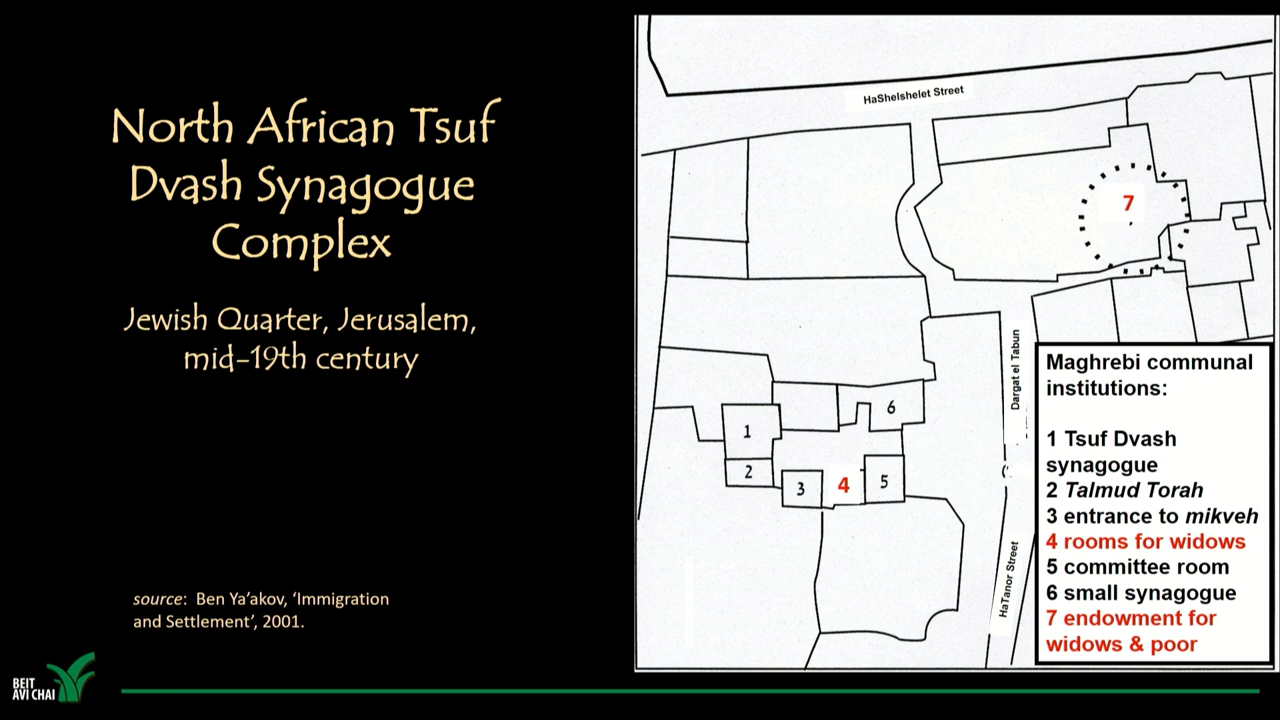 North African Tsuf
Dvash Synagogue
Complex
Jewish Quarter, Jerusalem,
mid-19th century
source: Ben Ya'akov, 'Immigration
and Settlement', 2001.
BEIT
AVI CHAI
HaShelshelet Street
7
Dargat el Tabun
6
1
2
3
4
5
HaTanor Street
Maghrebi communal
institutions:
1 Tsuf Dvash
synagogue
2 Talmud Torah
3 entrance to mikveh
4 rooms for widows
5 committee room
6 small synagogue
7 endowment for
widows & poor